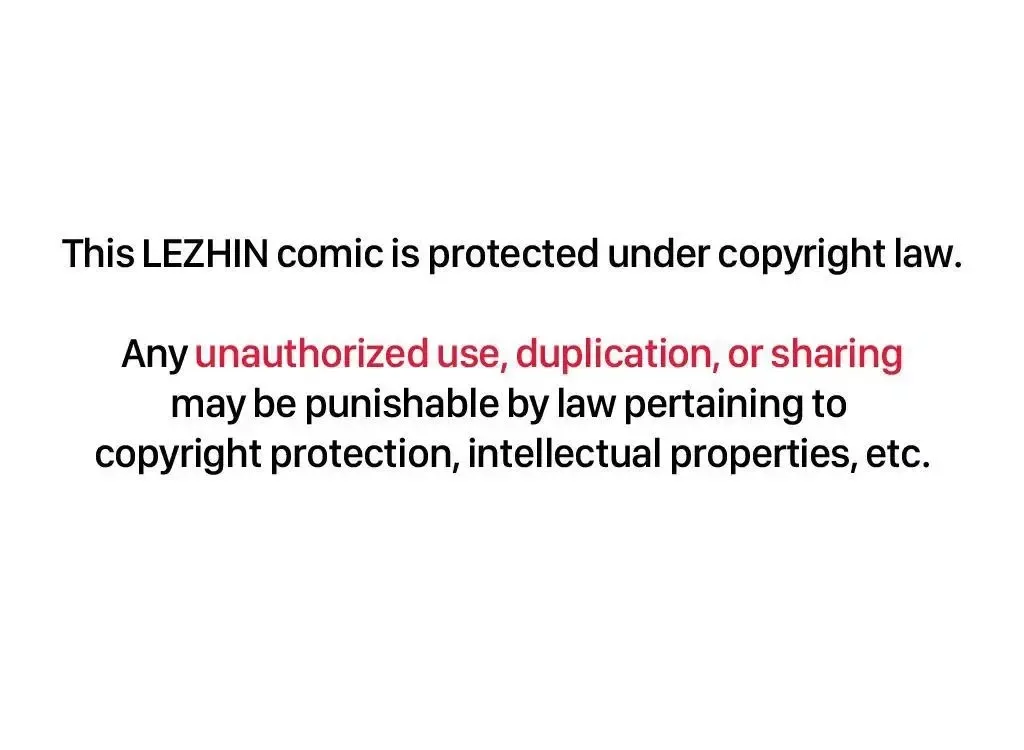 This LEZHIN comic is protected under copyright law.
Any unauthorized use, duplication, or sharing
may be punishable by law pertaining to
copyright protection, intellectual properties, etc.